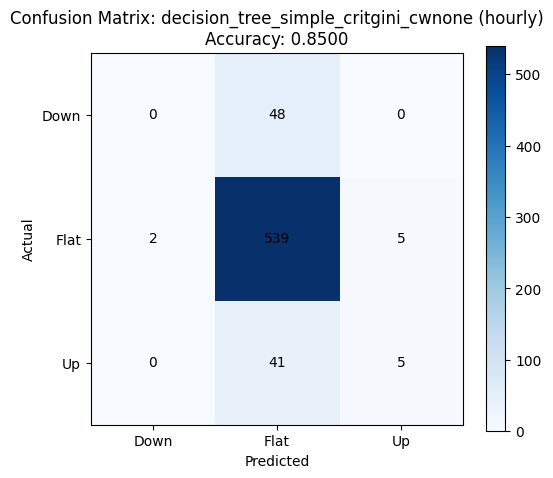 Confusion Matrix: decision_tree_simple_critgini_cwnone (hourly)
Accuracy: 0.8500
Down
0
48
0
Flat
2
539
5
Up
0
41
5
Down
Flat
Up
Predicted
Actual
500
400
300
200
100
0